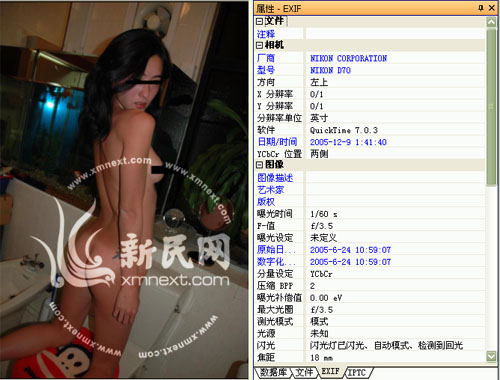 新民网
xmnext.com
www.xmnext.com
www.xmnext.com
www.xmnext.com
www.xmnext.com
属性 - EXIF
文件
注释
相机
厂商 NIKON CORPORATION
型号 NIKON D70
方向 左上
X 分辨率 0/1
Y 分辨率 0/1
分辨率单位 英寸
软件 QuickTime 7.0.3
日期/时间 2005-12-9 1:41:40
YCbCr 位置 两侧
图像
图像描述
艺术家
版权
曝光时间 1/60 s
F-值 f/3.5
曝光设定 未定义
原始日... 2005-6-24 10:59:07
数字化... 2005-6-24 10:59:07
分量设定 YCbCr
压缩 BPP 2
曝光补偿值 0.00 eV
最大光圈 f/3.5
测光模式 模式
光源 未知
闪光 闪光灯已闪光、自动模式、检测到回光
焦距 18 mm
数据库 文件 EXIF IPTC